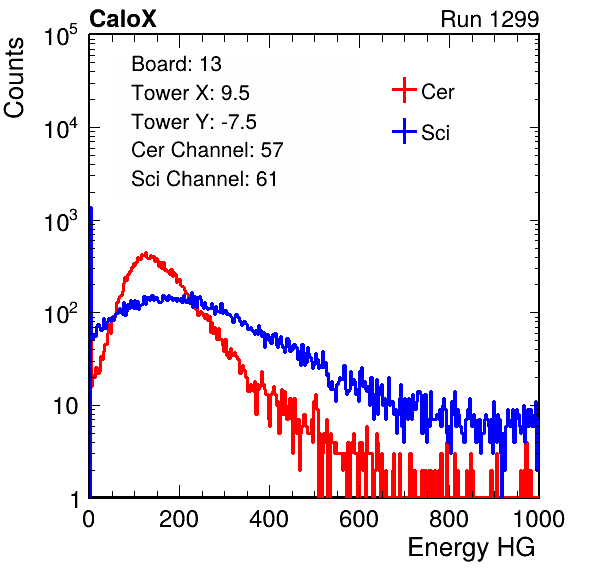 CaloX Run 1299
Counts
Board: 13
Tower X: 9.5
Tower Y: -7.5
Cer Channel: 57
Sci Channel: 61
Cer
Sci
10^5
10^4
10^3
10^2
10
1
0 200 400 600 800 1000
Energy HG